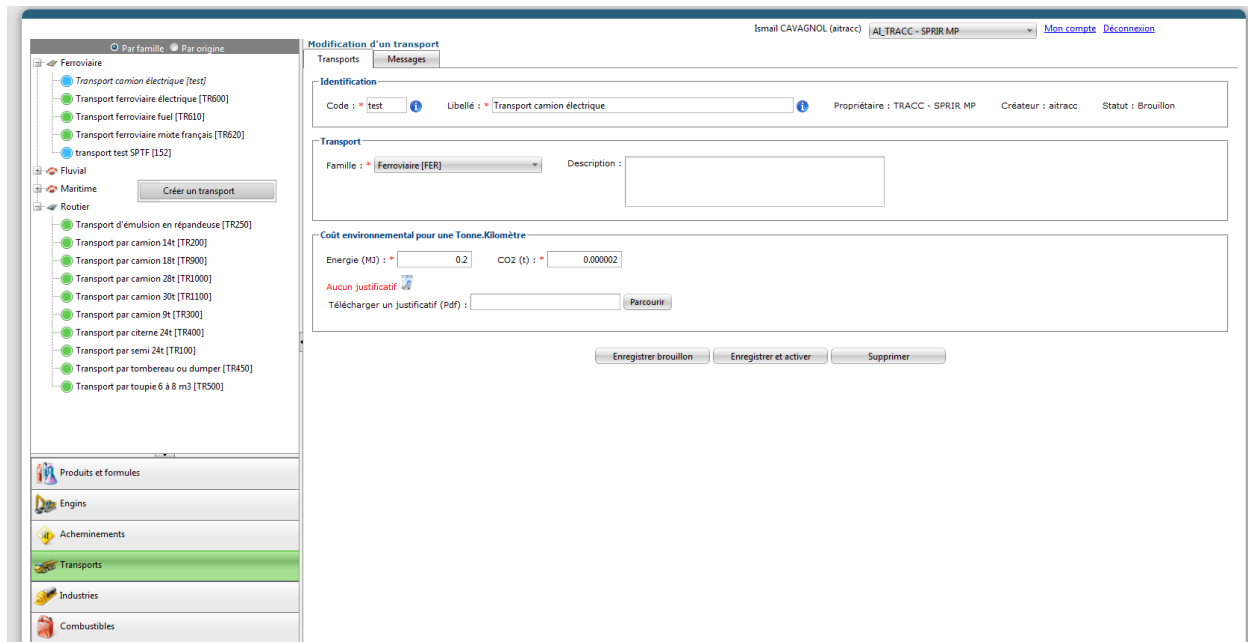 Ismaïl CAVAGNOL (aitracc) AI_TRACC - SPRIR MP Mon compte Déconnexion
Par famille Par origine
Ferroviaire
Transport camion électrique [test]
Transport ferroviaire électrique [TR600]
Transport ferroviaire fuel [TR610]
Transport ferroviaire mixte français [TR620]
transport test SPTF [152]
Fluvial
Maritime
Créer un transport
Routier
Transport d'émulsion en répandeuse [TR250]
Transport par camion 14t [TR200]
Transport par camion 18t [TR900]
Transport par camion 28t [TR1000]
Transport par camion 30t [TR1100]
Transport par camion 9t [TR300]
Transport par citerne 24t [TR400]
Transport par semi 24t [TR100]
Transport par tombereau ou dumper [TR450]
Transport par toupie 6 à 8 m3 [TR500]
Produits et formules
Engins
Acheminements
Transports
Industries
Combustibles
Modification d'un transport
Transports Messages
Identification
Code : * test Libellé : * Transport camion électrique Propriétaire : TRACC - SPRIR MP Créateur : aitracc Statut : Brouillon
Transport
Famille : * Ferroviaire [FER] Description :
Coût environnemental pour une Tonne.Kilomètre
Energie (MJ) : * 0.2 CO2 (t) : * 0.000002
Aucun justificatif
Télécharger un justificatif (Pdf) : Parcourir
Enregistrer brouillon Enregistrer et activer Supprimer